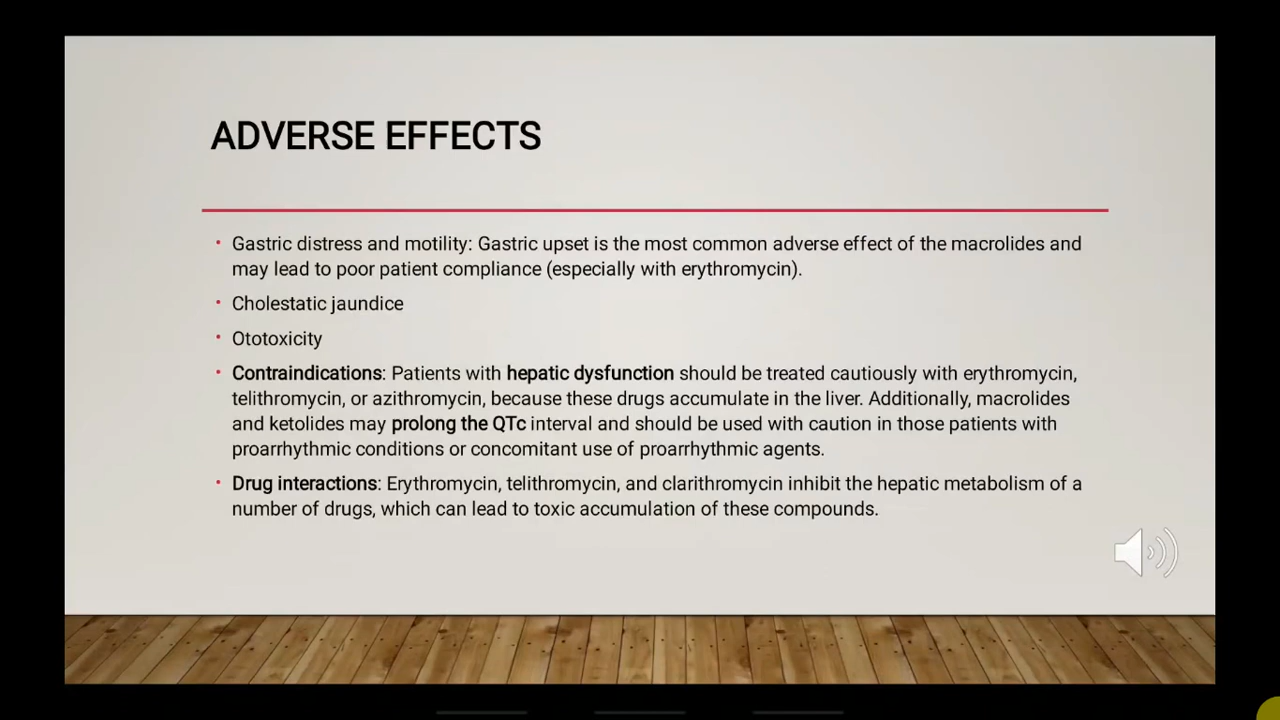 ADVERSE EFFECTS
• Gastric distress and motility: Gastric upset is the most common adverse effect of the macrolides and
may lead to poor patient compliance (especially with erythromycin).
• Cholestatic jaundice
• Ototoxicity
• Contraindications: Patients with hepatic dysfunction should be treated cautiously with erythromycin,
telithromycin, or azithromycin, because these drugs accumulate in the liver. Additionally, macrolides
and ketolides may prolong the QTc interval and should be used with caution in those patients with
proarrhythmic conditions or concomitant use of proarrhythmic agents.
• Drug interactions: Erythromycin, telithromycin, and clarithromycin inhibit the hepatic metabolism of a
number of drugs, which can lead to toxic accumulation of these compounds.